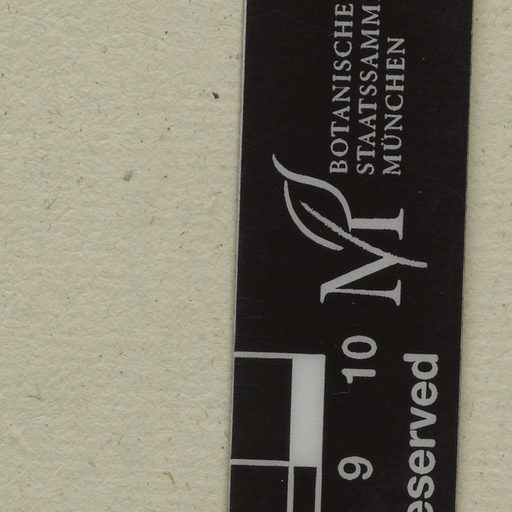 BOTANISCHE
STAATSSAMM
MÜNCHEN
M
10
9
eserved